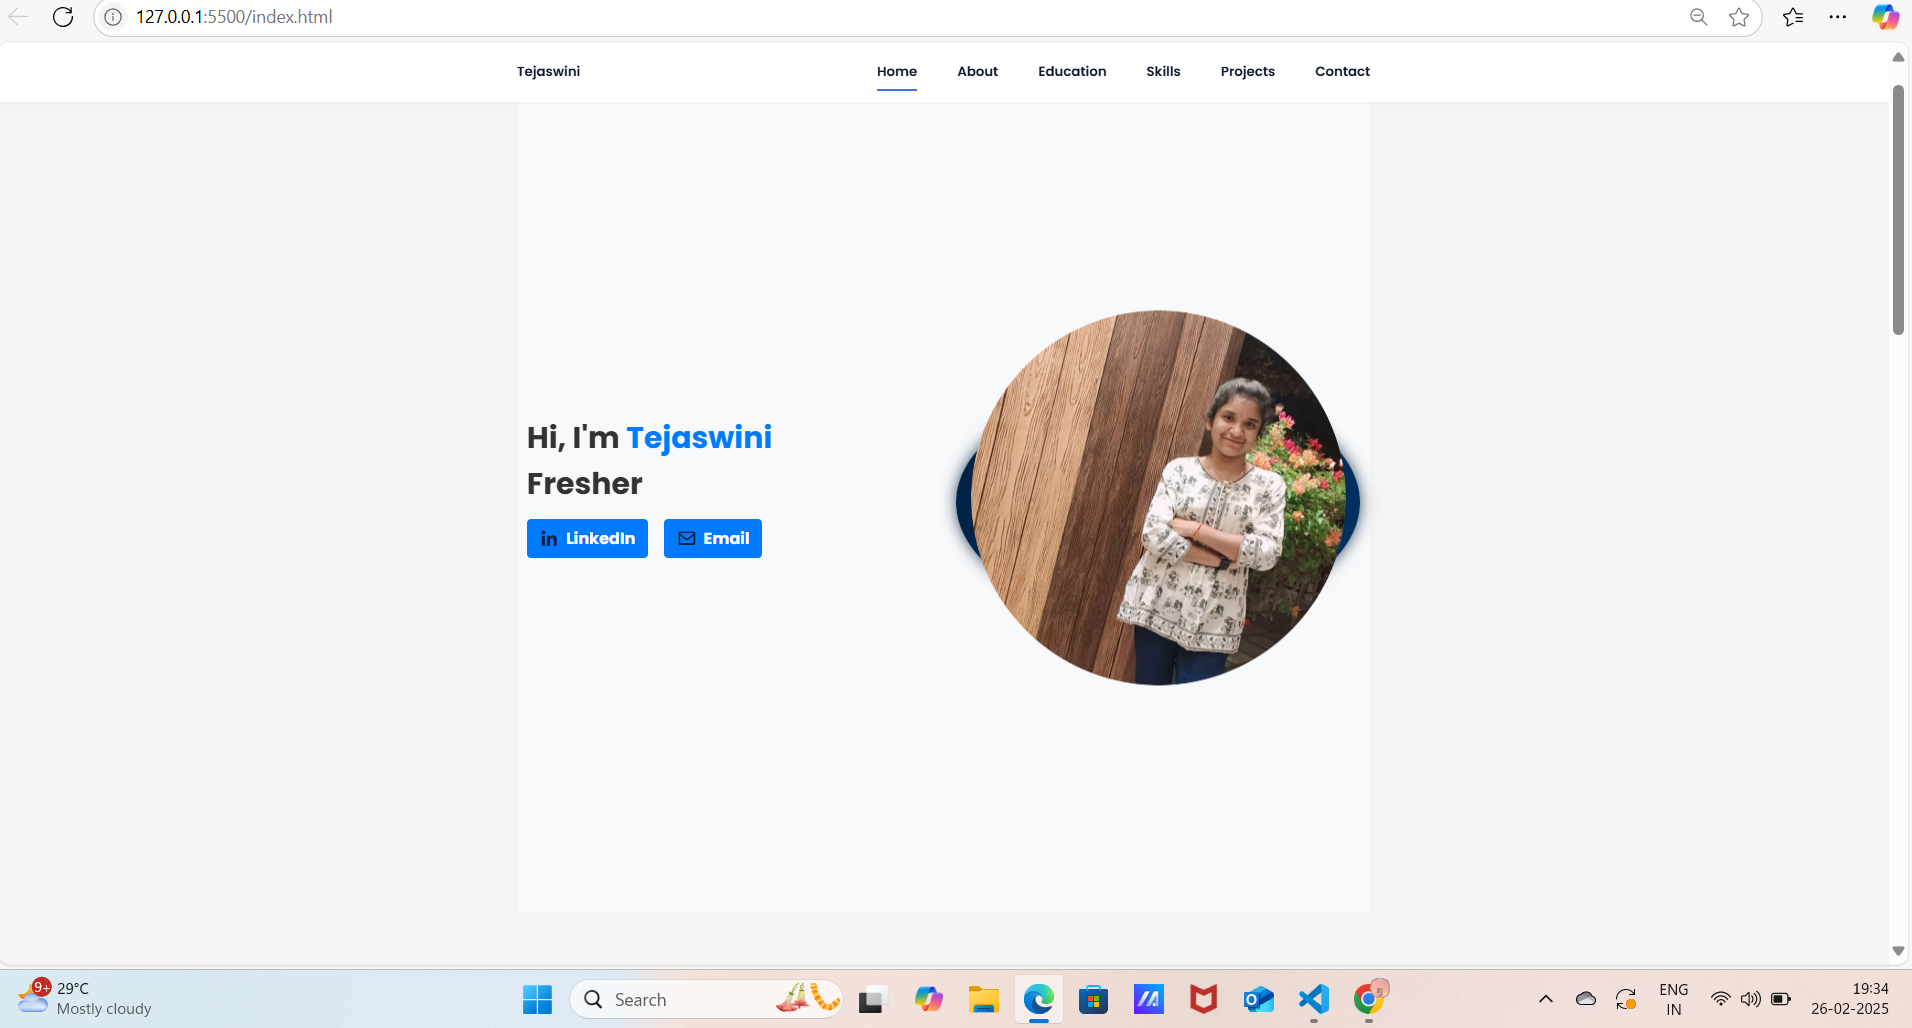 127.0.0.1:5500/index.html
Tejaswini
Home About Education Skills Projects Contact
Hi, I'm Tejaswini
Fresher
in LinkedIn Email
9+ 29°C
Mostly cloudy
Search
ENG
IN
19:34
26-02-2025